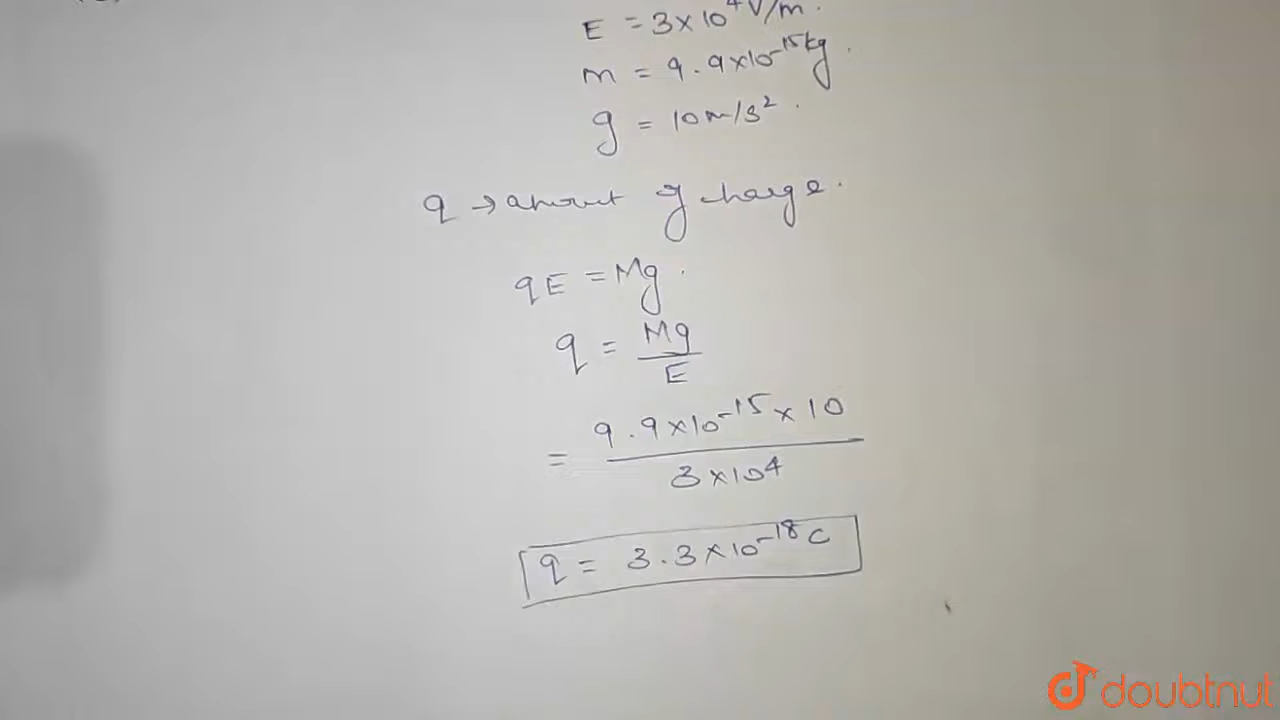 E = 3×10⁴ V/m.
m = 9.9×10⁻¹⁵ kg.
g = 10 m/s².
q → amout of charge.
qE = Mg.
q = Mg/E
= 9.9×10⁻¹⁵ × 10 / 3×10⁴
q = 3.3×10⁻¹⁸ C
doubtnut